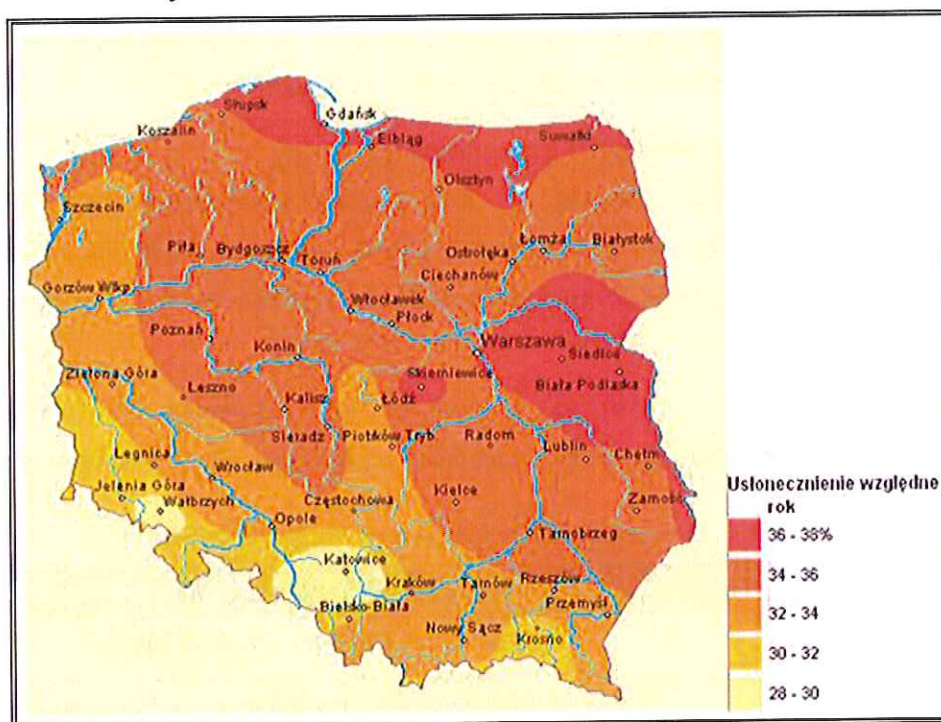 Słupsk
Gdańsk
Koszalin
Elbląg
Suwałki
Olsztyn
Szczecin
Piła
Bydgoszcz
Toruń
Ostrołęka
Łomża
Białystok
Ciechanów
Gorzów Wlkp.
Włocławek
Płock
Poznań
Konin
Warszawa
Siedlce
Skierniewice
Biała Podlaska
Zielona Góra
Leszno
Kalisz
Łódź
Sieradz
Piotrków Tryb.
Radom
Lublin
Chełm
Legnica
Wrocław
Jelenia Góra
Wałbrzych
Częstochowa
Kielce
Zamość
Opole
Tarnobrzeg
Katowice
Kraków
Tarnów
Rzeszów
Przemyśl
Bielsko-Biała
Nowy Sącz
Krosno
Usłonecznienie względne
rok
36 - 38%
34 - 36
32 - 34
30 - 32
28 - 30